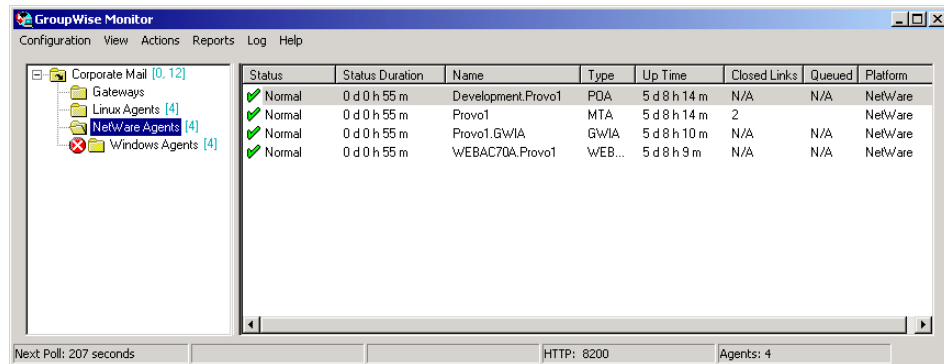 GroupWise Monitor
Configuration View Actions Reports Log Help
Corporate Mail [0, 12]
Gateways
Linux Agents [4]
NetWare Agents [4]
Windows Agents [4]
Status Status Duration Name Type Up Time Closed Links Queued Platform
Normal 0 d 0 h 55 m Development.Provo1 POA 5 d 8 h 14 m N/A N/A NetWare
Normal 0 d 0 h 55 m Provo1 MTA 5 d 8 h 14 m 2 NetWare
Normal 0 d 0 h 55 m Provo1.GWIA GWIA 5 d 8 h 10 m N/A N/A NetWare
Normal 0 d 0 h 55 m WEBAC70A.Provo1 WEB... 5 d 8 h 9 m N/A N/A NetWare
Next Poll: 207 seconds HTTP: 8200 Agents: 4